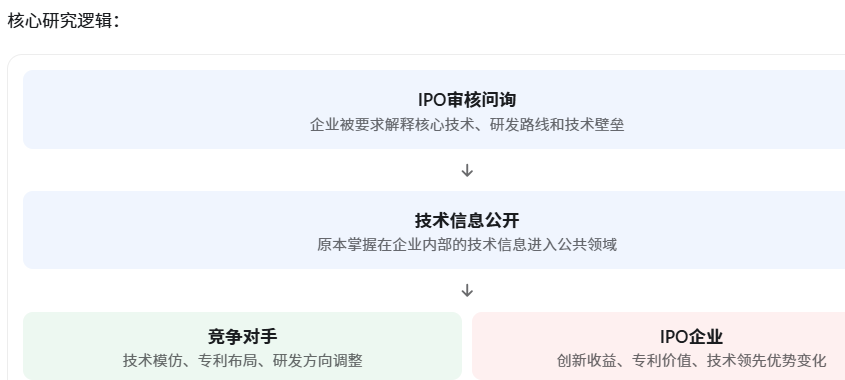 核心研究逻辑：
IPO审核问询
企业被要求解释核心技术、研发路线和技术壁垒
↓
技术信息公开
原本掌握在企业内部的技术信息进入公共领域
↓
竞争对手
技术模仿、专利布局、研发方向调整
IPO企业
创新收益、专利价值、技术领先优势变化